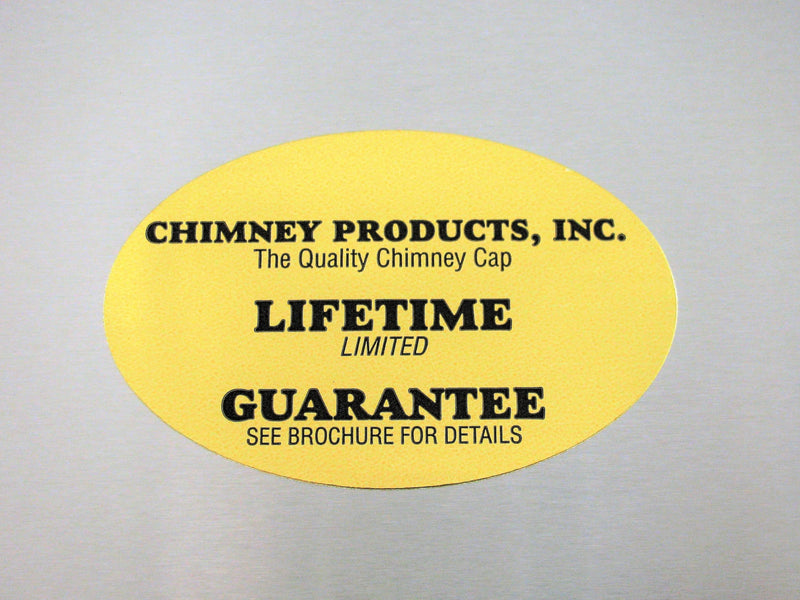 CHIMNEY PRODUCTS, INC.
The Quality Chimney Cap
LIFETIME
LIMITED
GUARANTEE
SEE BROCHURE FOR DETAILS